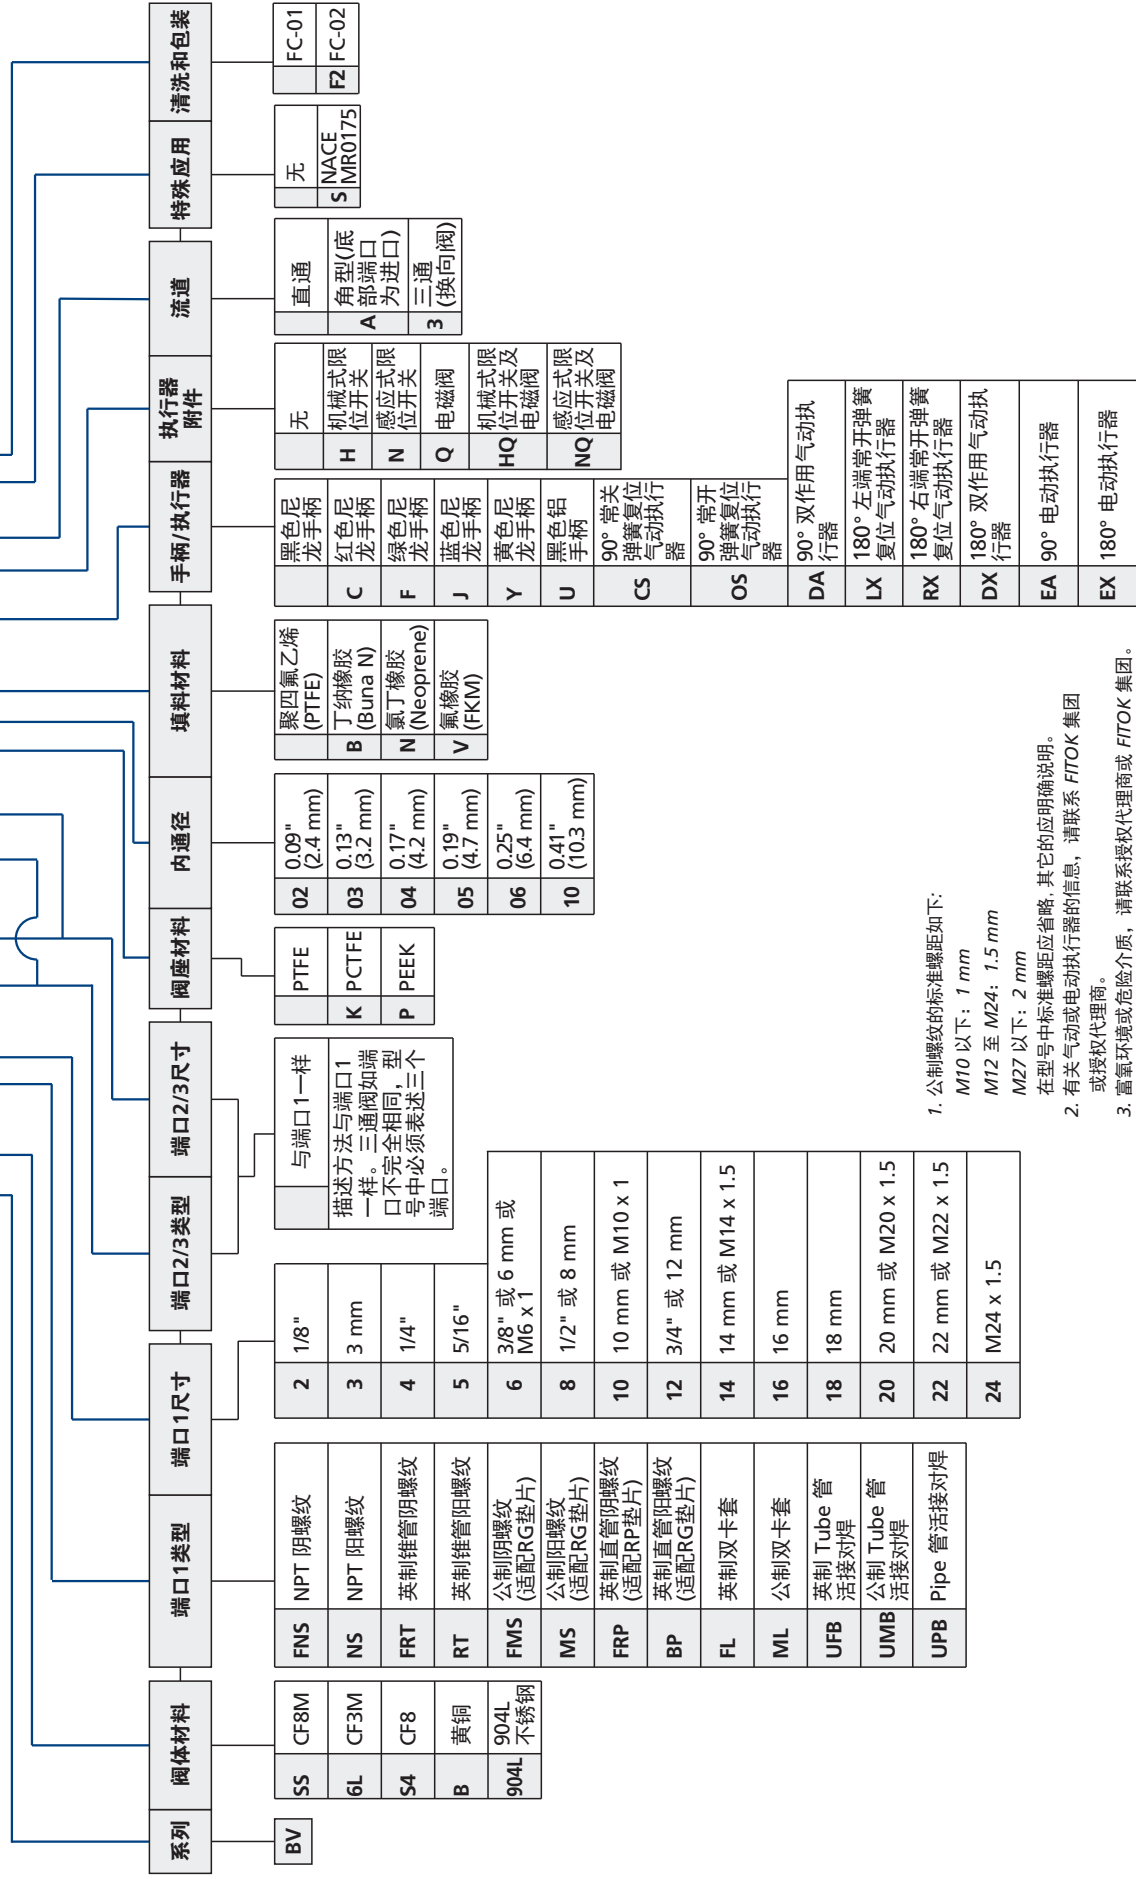 系列
BV
阀体材料
SS CF8M
6L CF3M
S4 CF8
B 黄铜
904L 904L
不锈钢
端口1类型
FNS NPT 阴螺纹
NS NPT 阳螺纹
FRT 英制锥管阴螺纹
RT 英制锥管阳螺纹
FMS 公制阴螺纹
(适配RG垫片)
MS 公制阳螺纹
(适配RG垫片)
FRP 英制直管阴螺纹
(适配RP垫片)
BP 英制直管阳螺纹
(适配RG垫片)
FL 英制双卡套
ML 公制双卡套
UFB 英制 Tube 管
活接对焊
UMB 公制 Tube 管
活接对焊
UPB Pipe 管活接对焊
端口1尺寸
2 1/8"
3 3 mm
4 1/4"
5 5/16"
6 3/8" 或 6 mm 或
M6 x 1
8 1/2" 或 8 mm
10 10 mm 或 M10 x 1
12 3/4" 或 12 mm
14 14 mm 或 M14 x 1.5
16 16 mm
18 18 mm
20 20 mm 或 M20 x 1.5
22 22 mm 或 M22 x 1.5
24 M24 x 1.5
端口2/3类型
端口2/3尺寸
与端口1一样
描述方法与端口1
一样。三通阀如端
口不完全相同，型
号中必须表述三个
端口。
阀座材料
PTFE
K PCTFE
P PEEK
内通径
02 0.09"
(2.4 mm)
03 0.13"
(3.2 mm)
04 0.17"
(4.2 mm)
05 0.19"
(4.7 mm)
06 0.25"
(6.4 mm)
10 0.41"
(10.3 mm)
填料材料
聚四氟乙烯
(PTFE)
B 丁纳橡胶
(Buna N)
N 氯丁橡胶
(Neoprene)
V 氟橡胶
(FKM)
手柄/执行器
黑色尼
龙手柄
C 红色尼
龙手柄
F 绿色尼
龙手柄
J 蓝色尼
龙手柄
Y 黄色尼
龙手柄
U 黑色铝
手柄
CS 90° 常关
弹簧复位
气动执行
器
OS 90° 常开
弹簧复位
气动执行
器
DA 90° 双作用气动执
行器
LX 180° 左端常开弹簧
复位气动执行器
RX 180° 右端常开弹簧
复位气动执行器
DX 180° 双作用气动执
行器
EA 90° 电动执行器
EX 180° 电动执行器
执行器
附件
无
H 机械式限
位开关
N 感应式限
位开关
Q 电磁阀
HQ 机械式限
位开关及
电磁阀
NQ 感应式限
位开关及
电磁阀
流道
直通
A 角型(底
部端口
为进口)
3 三通
(换向阀)
特殊应用
无
S NACE
MR0175
清洗和包装
FC-01
F2 FC-02
1. 公制螺纹的标准螺距如下:
M10 以下：1 mm
M12 至 M24：1.5 mm
M27 以下：2 mm
在型号中标准螺距应省略, 其它的应明确说明。
2. 有关气动或电动执行器的信息，请联系 FITOK 集团
或授权代理商。
3. 富氧环境或危险介质，请联系授权代理商或 FITOK 集团。